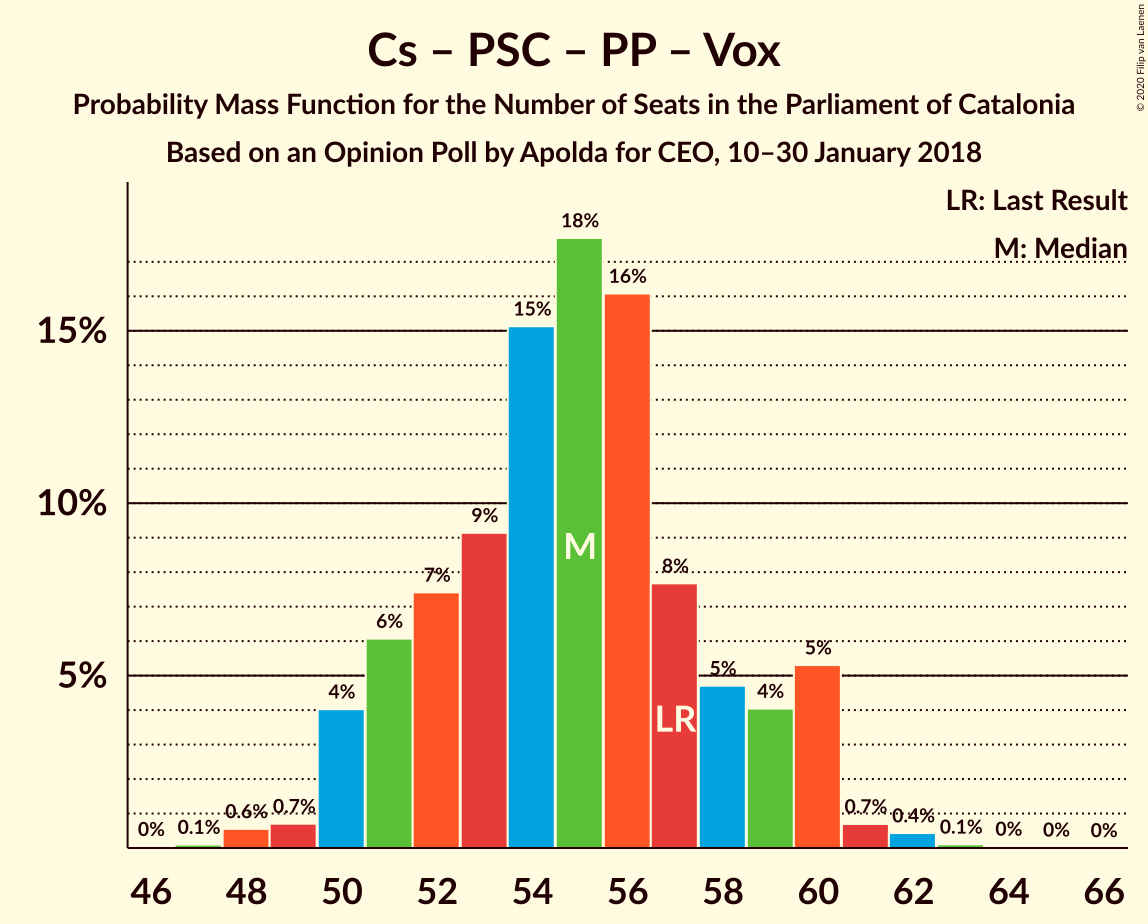 Cs – PSC – PP – Vox
Probability Mass Function for the Number of Seats in the Parliament of Catalonia
Based on an Opinion Poll by Apolda for CEO, 10–30 January 2018
© 2020 Filip van Laenen
LR: Last Result
M: Median
15%
10%
5%
0%
0.1%
0.6%
0.7%
4%
6%
7%
9%
15%
18%
16%
8%
5%
4%
5%
0.7%
0.4%
0.1%
0%
0%
0%
M
LR
46 48 50 52 54 56 58 60 62 64 66